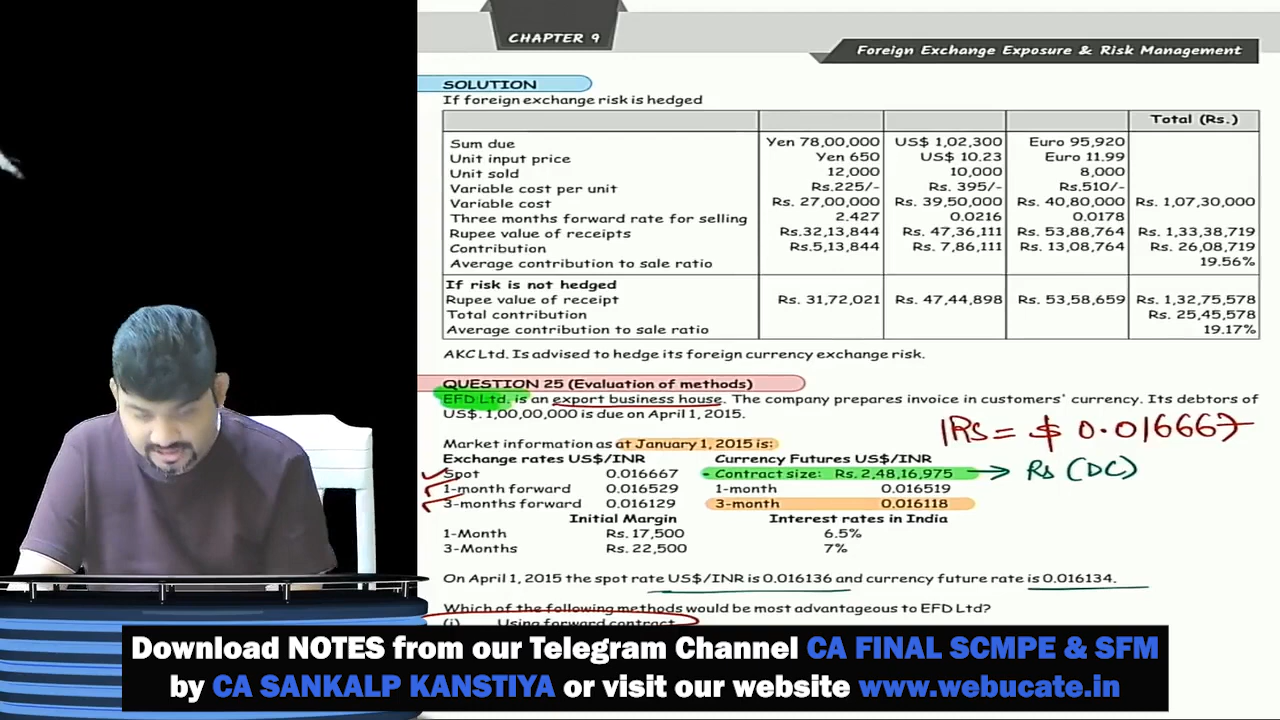 CHAPTER 9
Foreign Exchange Exposure & Risk Management
SOLUTION
If foreign exchange risk is hedged
Total (Rs.)
Sum due Yen 78,00,000 US$ 1,02,300 Euro 95,920
Unit input price Yen 650 US$ 10.23 Euro 11.99
Unit sold 12,000 10,000 8,000
Variable cost per unit Rs.225/- Rs. 395/- Rs.510/-
Variable cost Rs. 27,00,000 Rs. 39,50,000 Rs. 40,80,000 Rs. 1,07,30,000
Three months forward rate for selling 2.427 0.0216 0.0178
Rupee value of receipts Rs.32,13,844 Rs. 47,36,111 Rs. 53,88,764 Rs. 1,33,38,719
Contribution Rs.5,13,844 Rs. 7,86,111 Rs. 13,08,764 Rs. 26,08,719
Average contribution to sale ratio 19.56%
If risk is not hedged
Rupee value of receipt Rs. 31,72,021 Rs. 47,44,898 Rs. 53,58,659 Rs. 1,32,75,578
Total contribution Rs. 25,45,578
Average contribution to sale ratio 19.17%
AKC Ltd. Is advised to hedge its foreign currency exchange risk.
QUESTION 25 (Evaluation of methods)
EFD Ltd. is an export business house. The company prepares invoice in customers' currency. Its debtors of
US$. 1,00,00,000 is due on April 1, 2015.
1RS = $ 0.016667
Market information as at January 1, 2015 is:
Exchange rates US$/INR Currency Futures US$/INR
Spot 0.016667 Contract size: Rs. 2,48,16,975 → Rs (DC)
1-month forward 0.016529 1-month 0.016519
3-months forward 0.016129 3-month 0.016118
Initial Margin Interest rates in India
1-Month Rs. 17,500 6.5%
3-Months Rs. 22,500 7%
On April 1, 2015 the spot rate US$/INR is 0.016136 and currency future rate is 0.016134.
Which of the following methods would be most advantageous to EFD Ltd?
(i) Using forward contract
Download NOTES from our Telegram Channel CA FINAL SCMPE & SFM
by CA SANKALP KANSTIYA or visit our website www.webucate.in